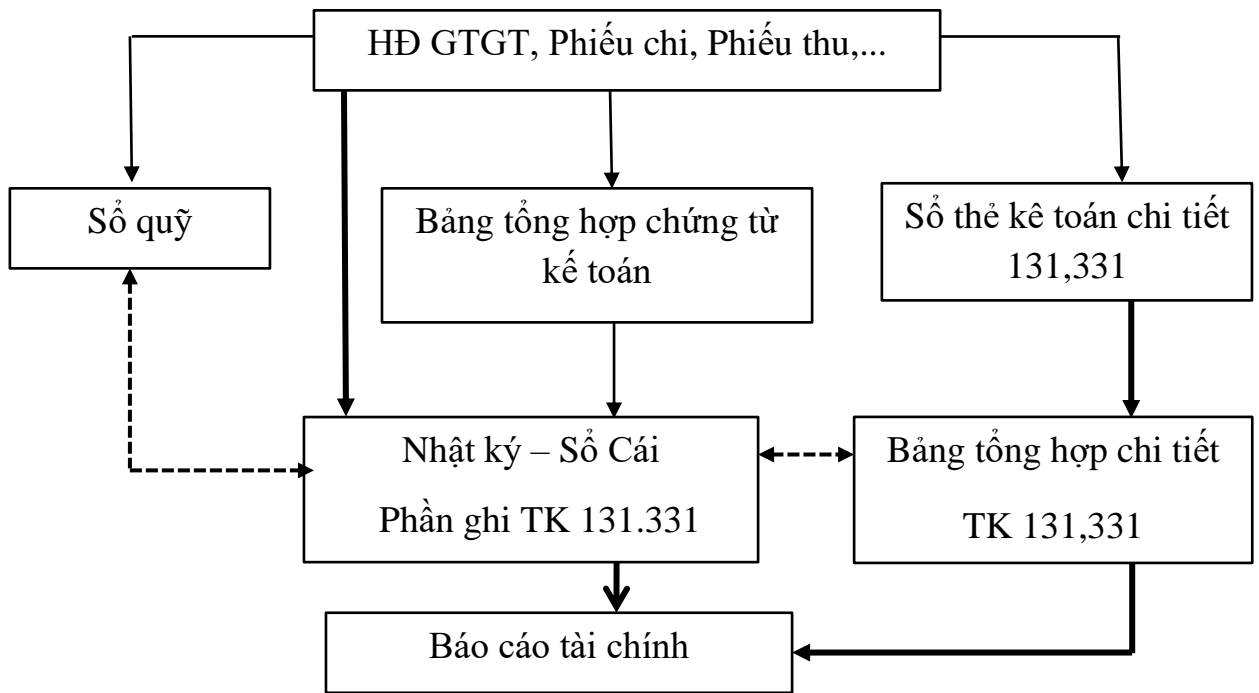 HĐ GTGT, Phiếu chi, Phiếu thu,...
Sổ quỹ
Bảng tổng hợp chứng từ
kế toán
Sổ thẻ kê toán chi tiết
131,331
Nhật ký – Sổ Cái
Phần ghi TK 131.331
Bảng tổng hợp chi tiết
TK 131,331
Báo cáo tài chính